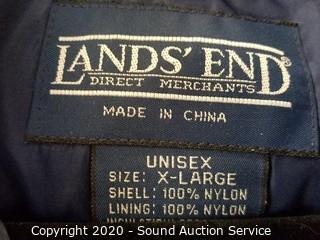 LANDS' END®
DIRECT MERCHANTS
MADE IN CHINA
UNISEX
SIZE: X-LARGE
SHELL: 100% NYLON
LINING: 100% NYLON
Copyright 2020 - Sound Auction Service